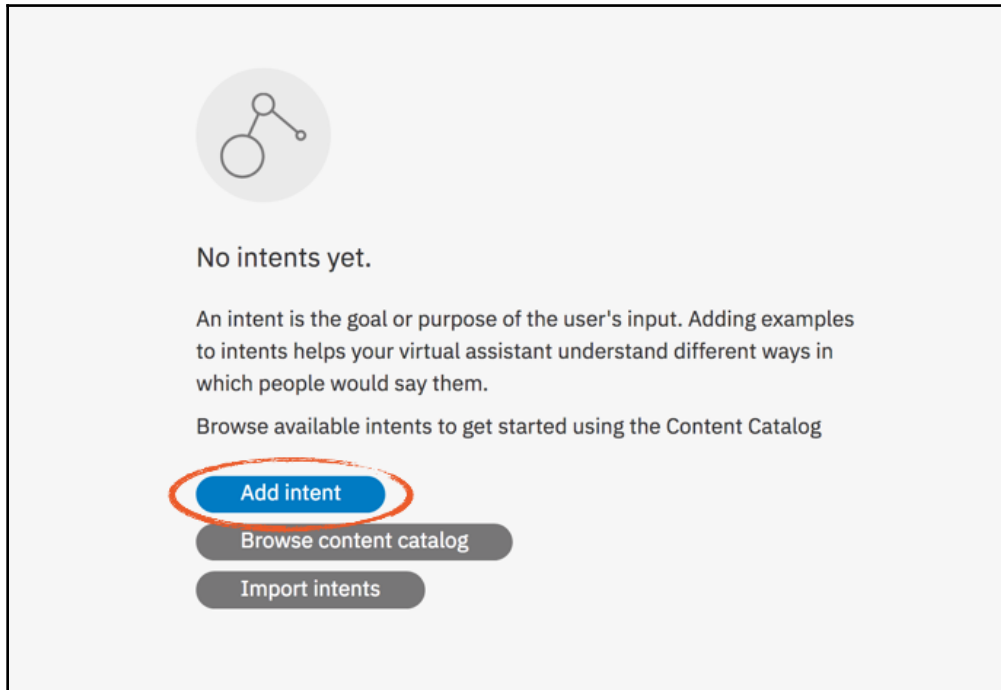 No intents yet.
An intent is the goal or purpose of the user's input. Adding examples
to intents helps your virtual assistant understand different ways in
which people would say them.
Browse available intents to get started using the Content Catalog
Add intent
Browse content catalog
Import intents